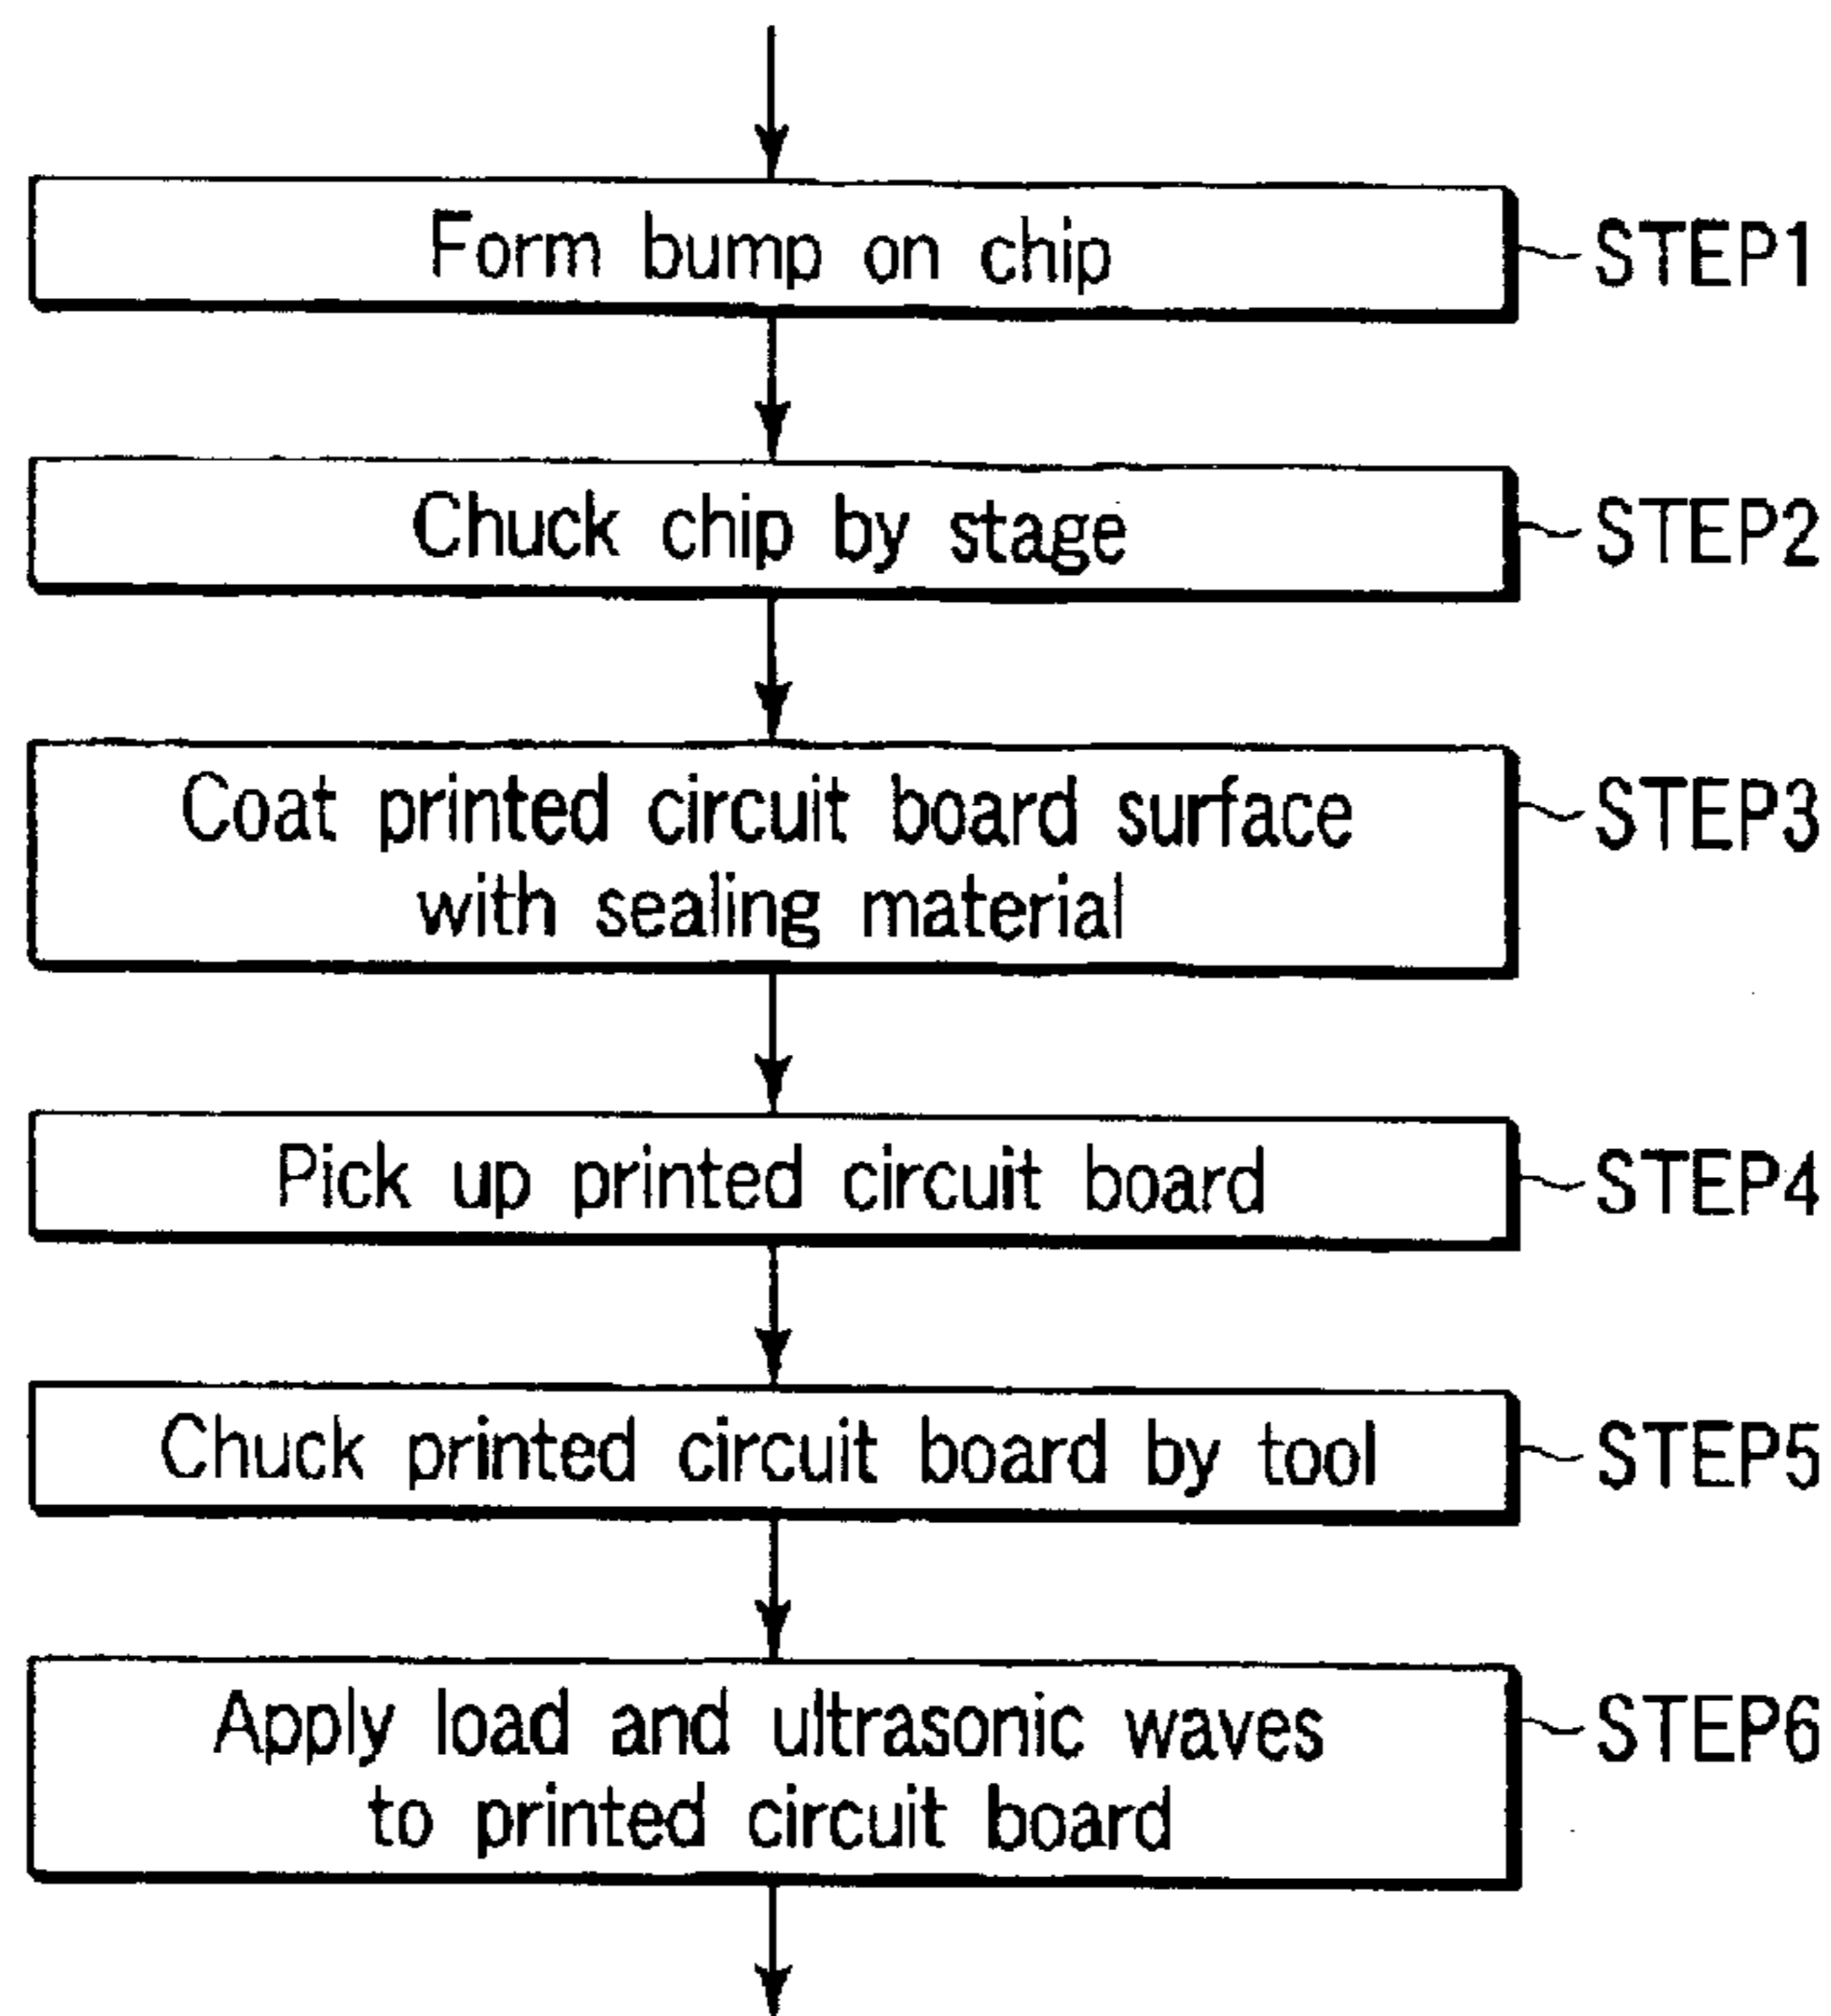 Form bump on chip
STEP1
Chuck chip by stage
STEP2
Coat printed circuit board surface
with sealing material
STEP3
Pick up printed circuit board
STEP4
Chuck printed circuit board by tool
STEP5
Apply load and ultrasonic waves
to printed circuit board
STEP6